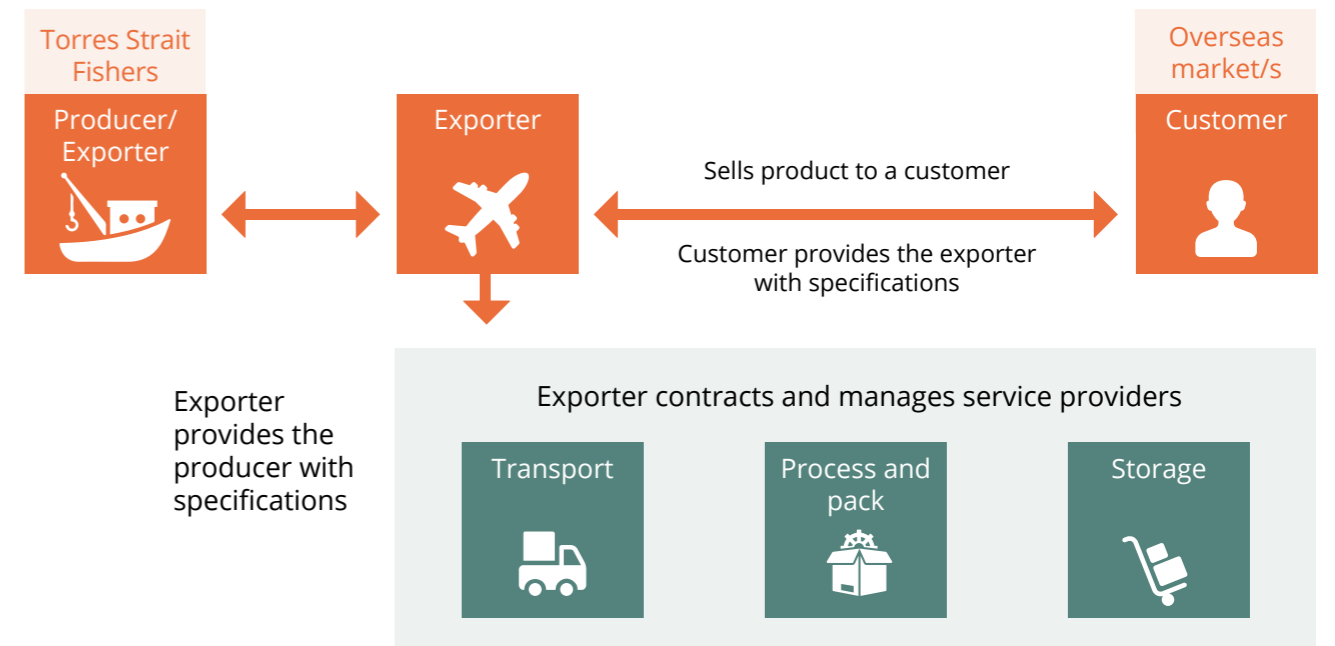 Torres Strait
Fishers
Producer/
Exporter
Exporter
Sells product to a customer
Customer provides the exporter
with specifications
Overseas
market/s
Customer
Exporter
provides the
producer with
specifications
Exporter contracts and manages service providers
Transport
Process and
pack
Storage